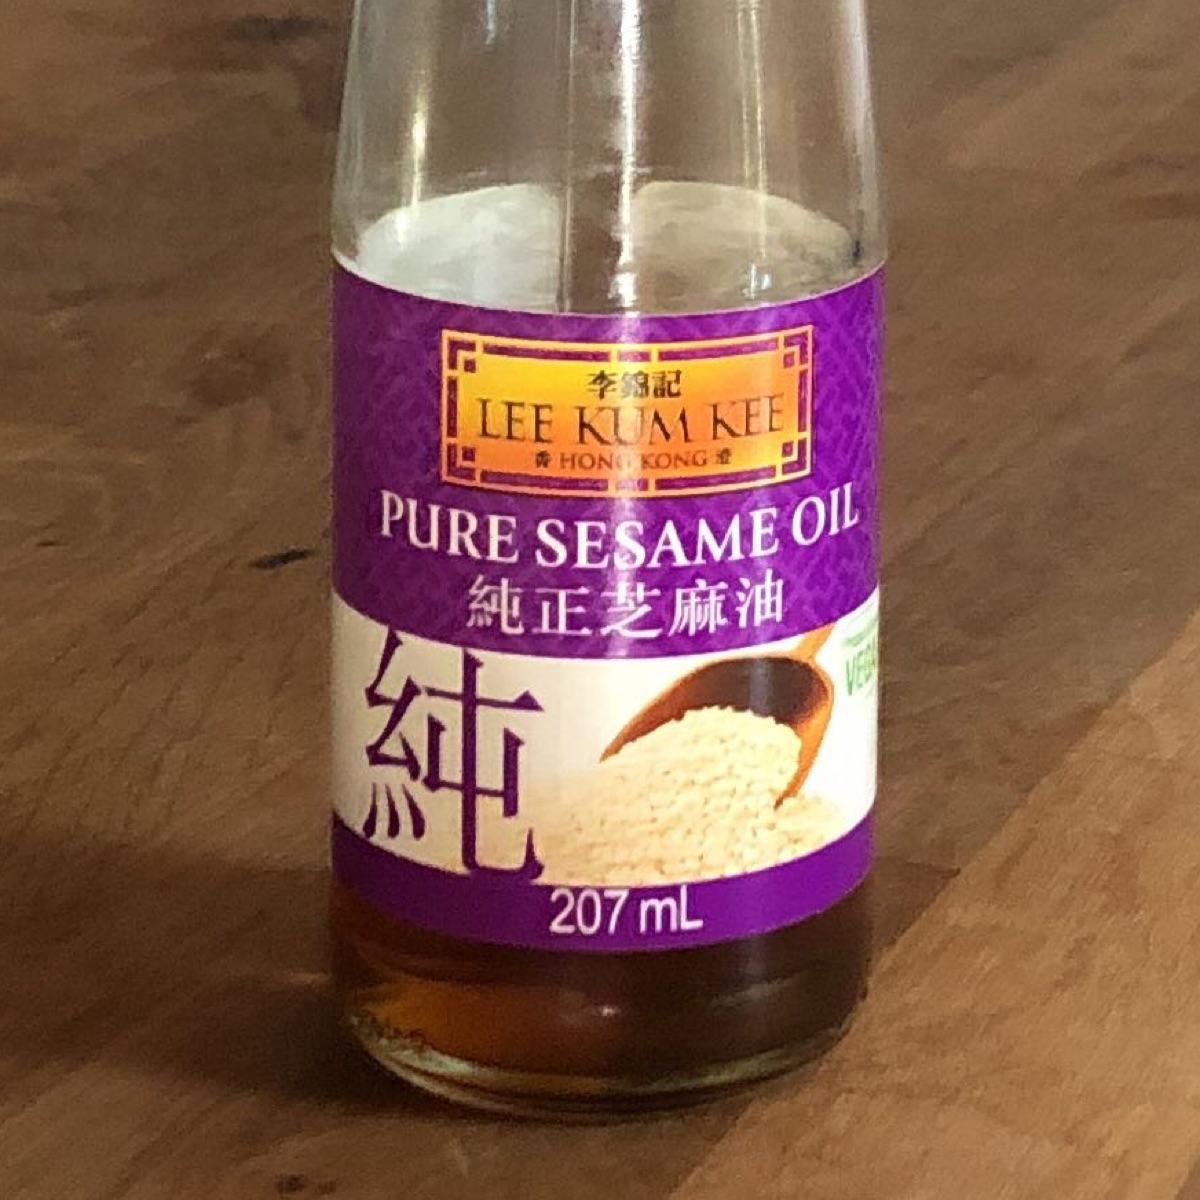 李錦記
LEE KUM KEE
香 HONG KONG 港
PURE SESAME OIL
純正芝麻油
純
207 mL